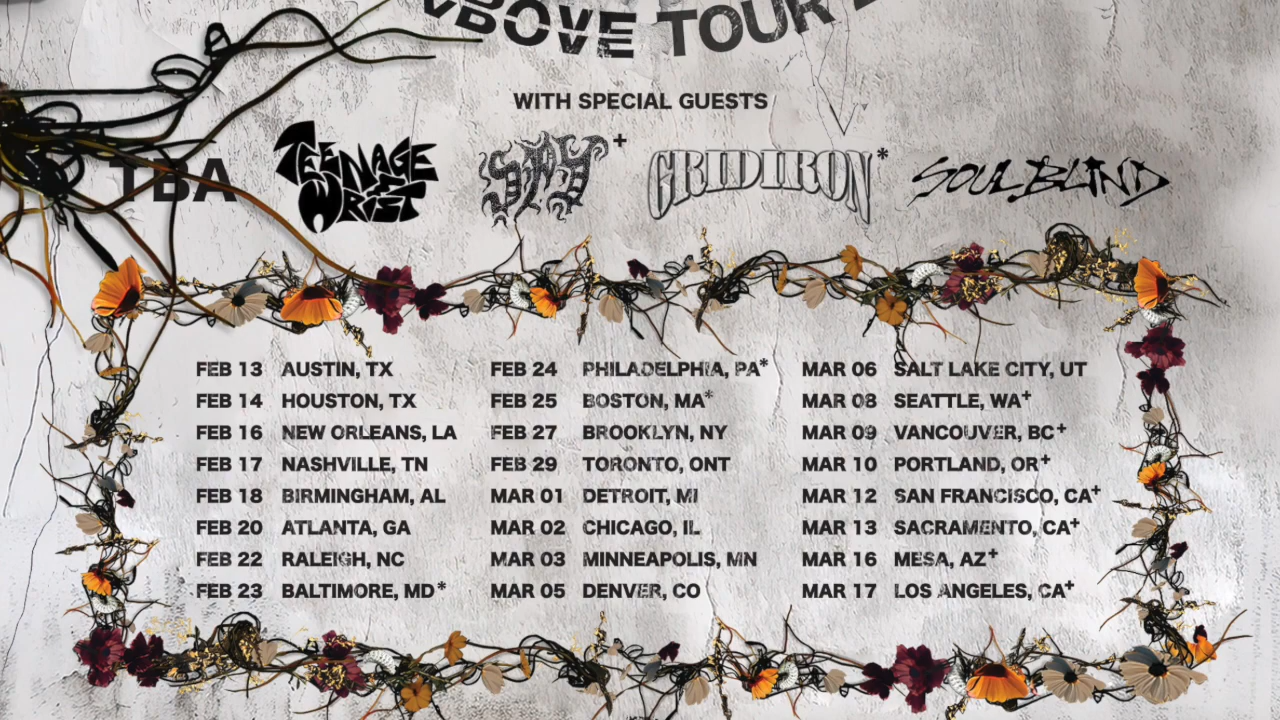 ABOVE TOUR
WITH SPECIAL GUESTS
TBA TEENAGE WRIST SPY+ GRIDIRON* SOUL BLIND
FEB 13 AUSTIN, TX
FEB 14 HOUSTON, TX
FEB 16 NEW ORLEANS, LA
FEB 17 NASHVILLE, TN
FEB 18 BIRMINGHAM, AL
FEB 20 ATLANTA, GA
FEB 22 RALEIGH, NC
FEB 23 BALTIMORE, MD*
FEB 24 PHILADELPHIA, PA*
FEB 25 BOSTON, MA*
FEB 27 BROOKLYN, NY
FEB 29 TORONTO, ONT
MAR 01 DETROIT, MI
MAR 02 CHICAGO, IL
MAR 03 MINNEAPOLIS, MN
MAR 05 DENVER, CO
MAR 06 SALT LAKE CITY, UT
MAR 08 SEATTLE, WA+
MAR 09 VANCOUVER, BC+
MAR 10 PORTLAND, OR+
MAR 12 SAN FRANCISCO, CA+
MAR 13 SACRAMENTO, CA+
MAR 16 MESA, AZ+
MAR 17 LOS ANGELES, CA+